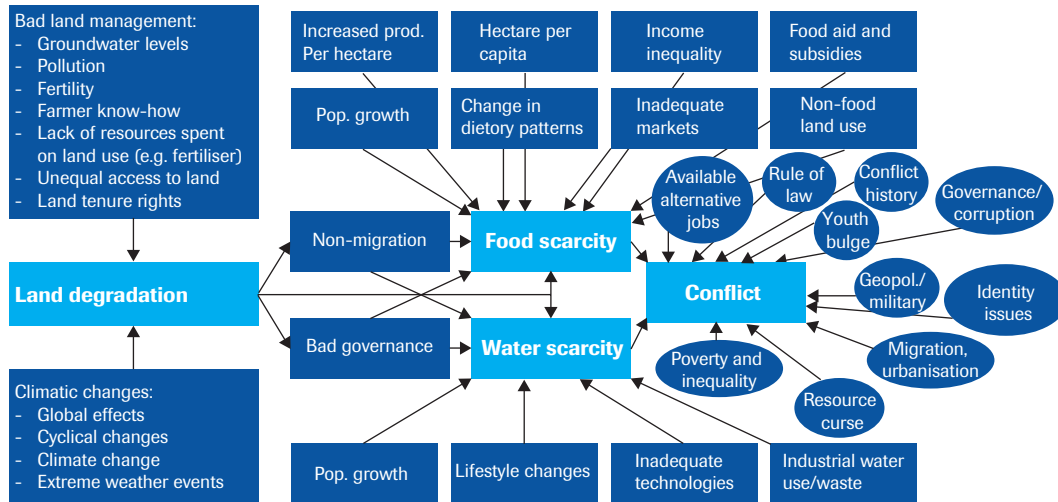 Bad land management:
- Groundwater levels
- Pollution
- Fertility
- Farmer know-how
- Lack of resources spent
on land use (e.g. fertiliser)
- Unequal access to land
- Land tenure rights
Increased prod.
Per hectare
Hectare per
capita
Income
inequality
Food aid and
subsidies
Pop. growth
Change in
dietary patterns
Inadequate
markets
Non-food
land use
Available
alternative
jobs
Rule of
law
Conflict
history
Youth
bulge
Governance/
corruption
Non-migration
Food scarcity
Land degradation
Conflict
Geopol./
military
Identity
issues
Bad governance
Water scarcity
Poverty and
inequality
Migration,
urbanisation
Resource
curse
Climatic changes:
- Global effects
- Cyclical changes
- Climate change
- Extreme weather events
Pop. growth
Lifestyle changes
Inadequate
technologies
Industrial water
use/waste